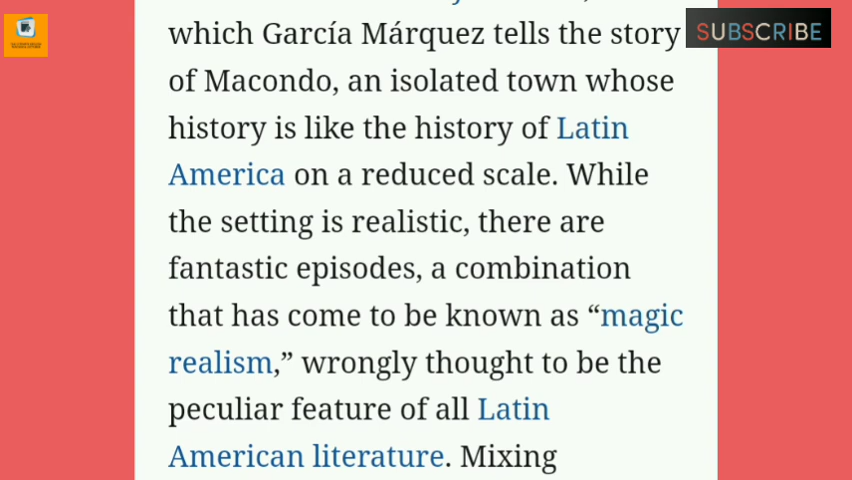 SUBSCRIBE
which García Márquez tells the story
of Macondo, an isolated town whose
history is like the history of Latin
America on a reduced scale. While
the setting is realistic, there are
fantastic episodes, a combination
that has come to be known as “magic
realism,” wrongly thought to be the
peculiar feature of all Latin
American literature. Mixing